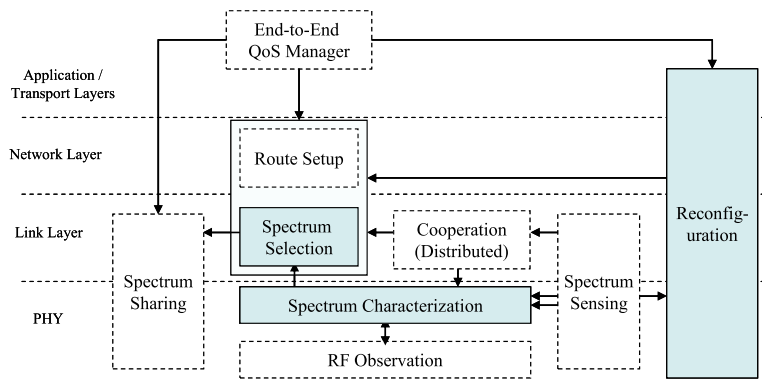 End-to-End
QoS Manager
Application /
Transport Layers
Network Layer
Route Setup
Link Layer
Spectrum
Selection
Cooperation
(Distributed)
Reconfig-
uration
Spectrum
Sharing
Spectrum
Sensing
PHY
Spectrum Characterization
RF Observation